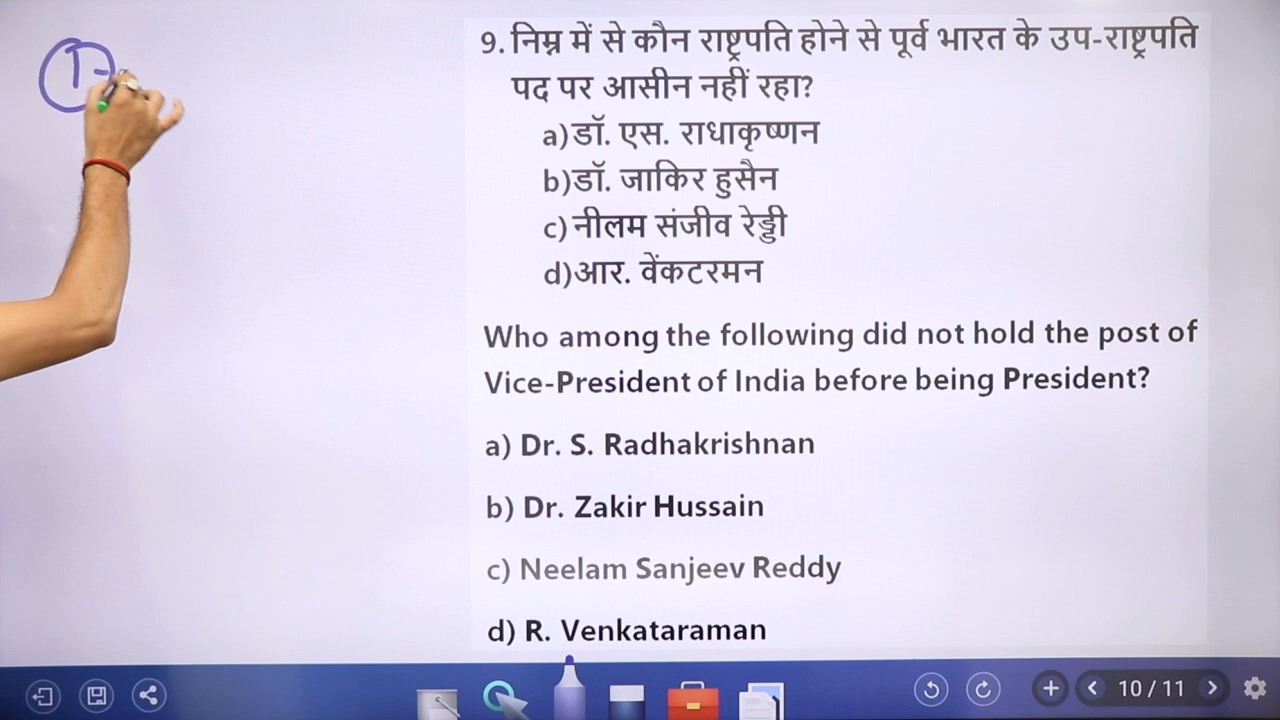 1
9. निम्न में से कौन राष्ट्रपति होने से पूर्व भारत के उप-राष्ट्रपति
पद पर आसीन नहीं रहा?
a) डॉ. एस. राधाकृष्णन
b) डॉ. जाकिर हुसैन
c) नीलम संजीव रेड्डी
d) आर. वेंकटरमन
Who among the following did not hold the post of
Vice-President of India before being President?
a) Dr. S. Radhakrishnan
b) Dr. Zakir Hussain
c) Neelam Sanjeev Reddy
d) R. Venkataraman
10 / 11